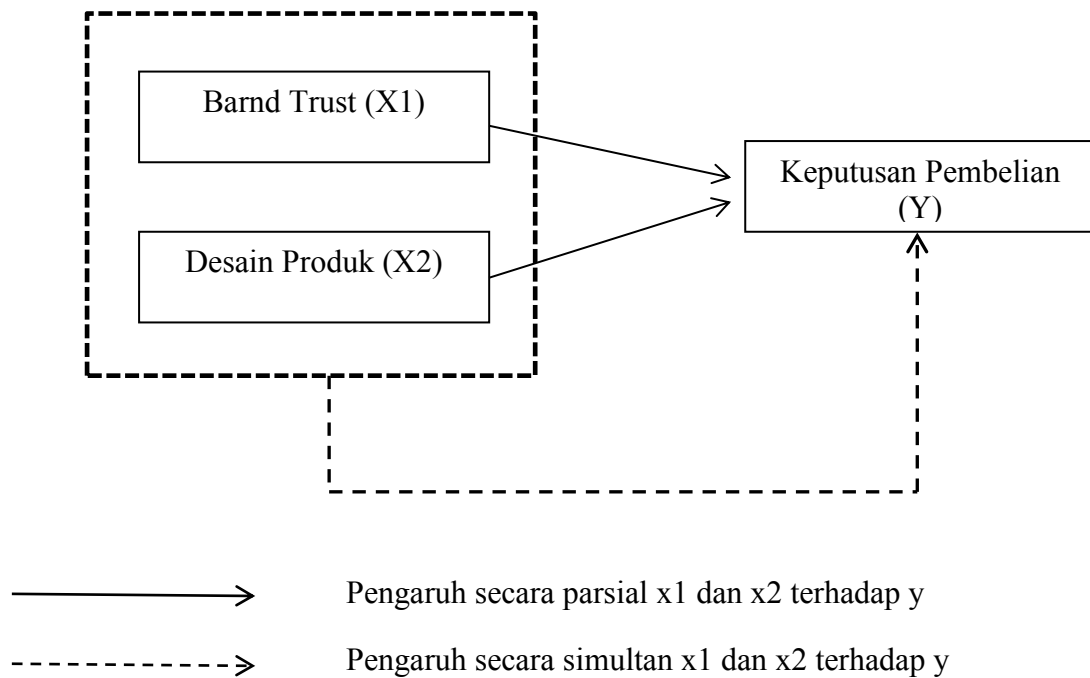 Barnd Trust (X1)
Keputusan Pembelian
(Y)
Desain Produk (X2)
Pengaruh secara parsial x1 dan x2 terhadap y
Pengaruh secara simultan x1 dan x2 terhadap y